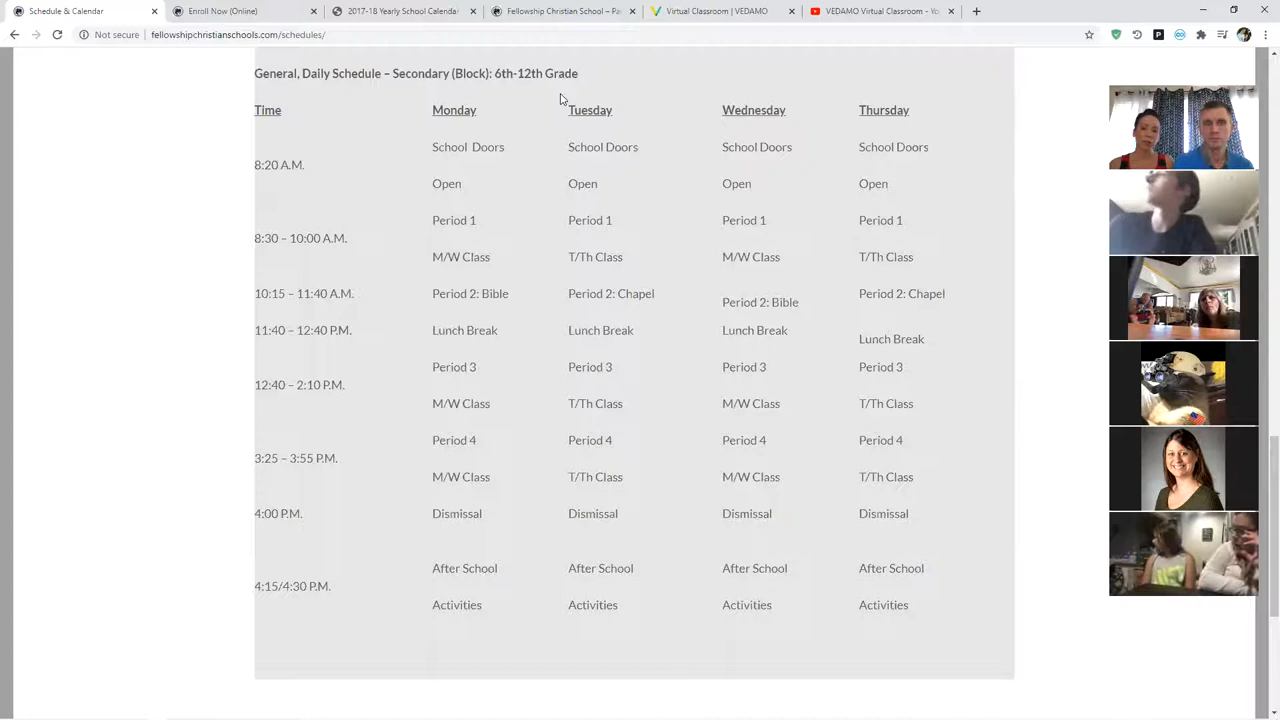 Schedule & Calendar
Enroll Now (Online)
2017-18 Yearly School Calendar
Fellowship Christian School – Pa
Virtual Classroom | VEDAMO
VEDAMO Virtual Classroom - Yo
Not secure | fellowshipchristianschools.com/schedules/
General, Daily Schedule – Secondary (Block): 6th-12th Grade
Time Monday Tuesday Wednesday Thursday
School Doors School Doors School Doors School Doors
8:20 A.M.
Open Open Open Open
Period 1 Period 1 Period 1 Period 1
8:30 – 10:00 A.M.
M/W Class T/Th Class M/W Class T/Th Class
10:15 – 11:40 A.M. Period 2: Bible Period 2: Chapel Period 2: Bible Period 2: Chapel
11:40 – 12:40 P.M. Lunch Break Lunch Break Lunch Break Lunch Break
Period 3 Period 3 Period 3 Period 3
12:40 – 2:10 P.M.
M/W Class T/Th Class M/W Class T/Th Class
Period 4 Period 4 Period 4 Period 4
3:25 – 3:55 P.M.
M/W Class T/Th Class M/W Class T/Th Class
4:00 P.M. Dismissal Dismissal Dismissal Dismissal
After School After School After School After School
4:15/4:30 P.M.
Activities Activities Activities Activities